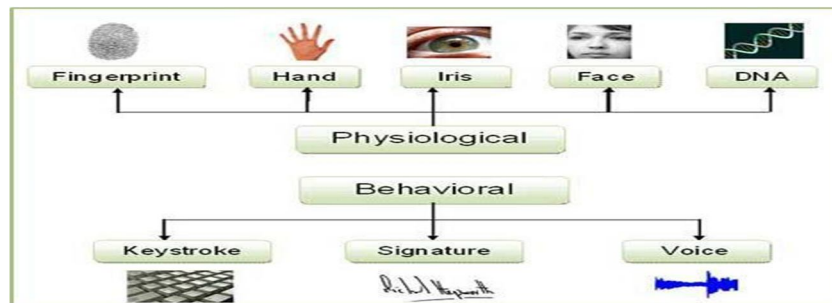 Fingerprint Hand Iris Face DNA
Physiological
Behavioral
Keystroke Signature Voice